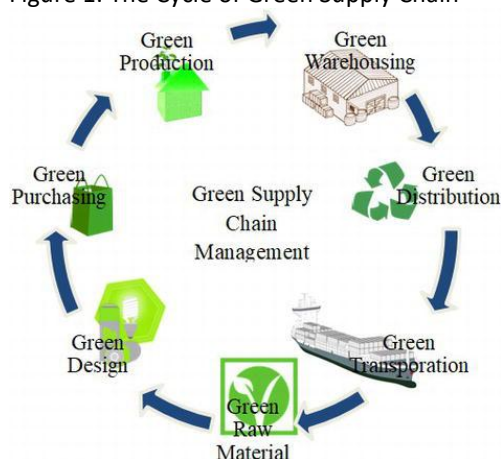 Figure 1. The Cycle of Green Supply Chain
Green
Production
Green
Warehousing
Green
Distribution
Green
Transporation
Green
Raw
Material
Green
Design
Green
Purchasing
Green Supply
Chain
Management